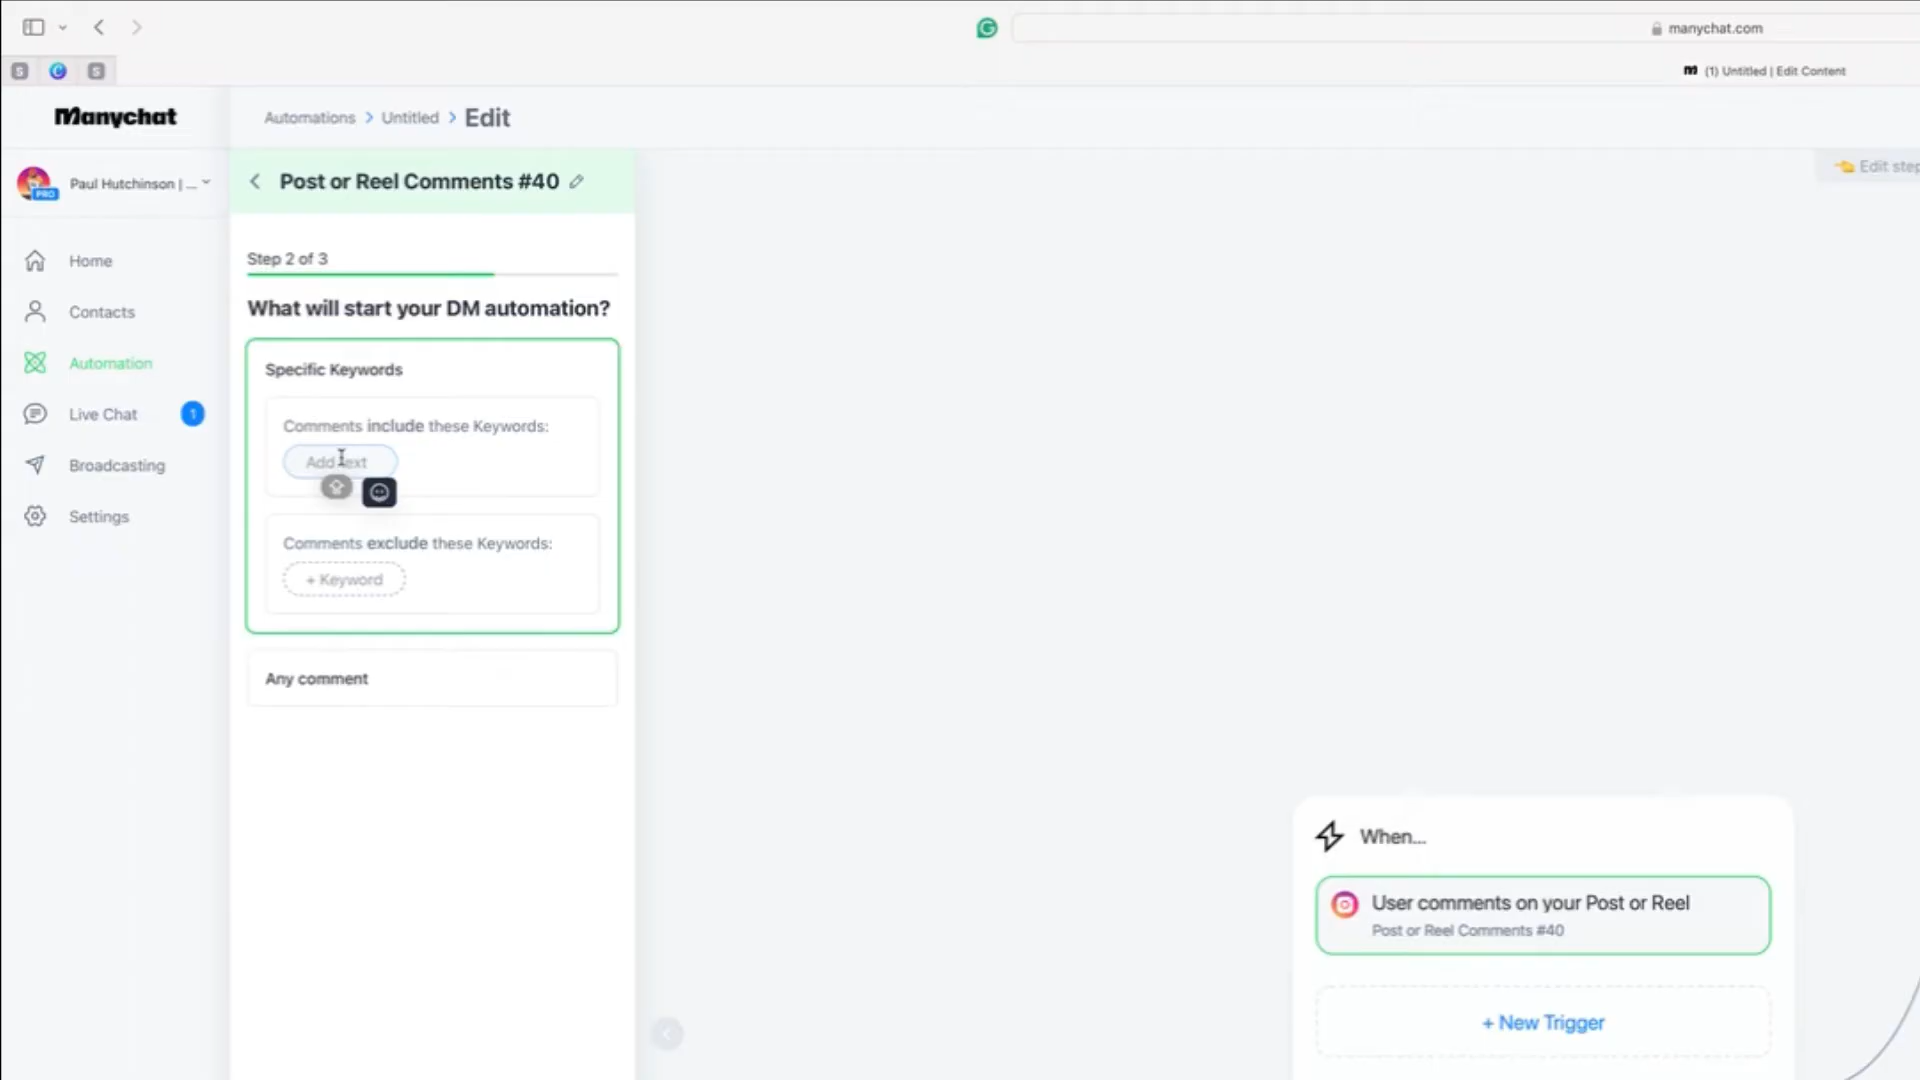 manychat.com
S
C
S
(1) Untitled | Edit Content
Manychat
Automations > Untitled > Edit
Paul Hutchinson | ...
PRO
Post or Reel Comments #40
Edit step
Home
Contacts
Automation
Live Chat
1
Broadcasting
Settings
Step 2 of 3
What will start your DM automation?
Specific Keywords
Comments include these Keywords:
Add text
Comments exclude these Keywords:
+ Keyword
Any comment
When...
User comments on your Post or Reel
Post or Reel Comments #40
+ New Trigger